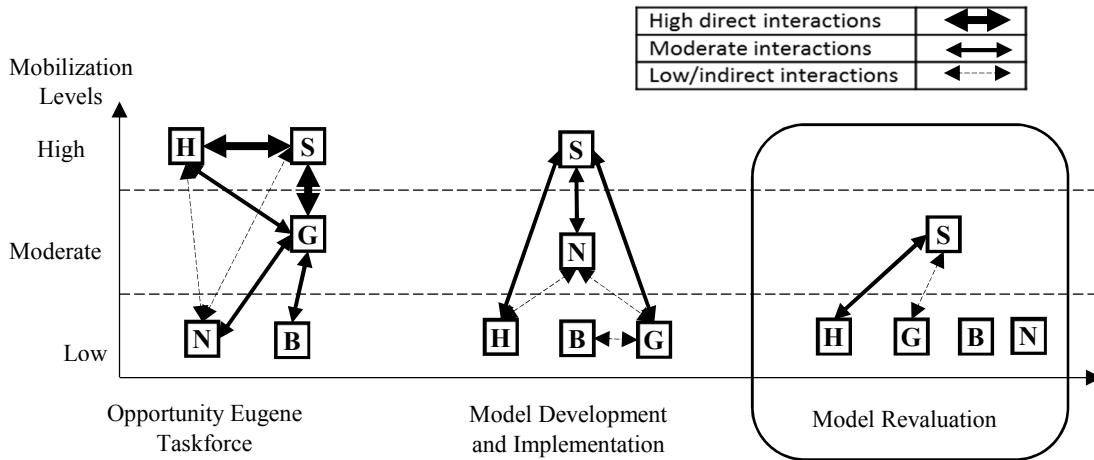 High direct interactions
Moderate interactions
Low/indirect interactions
Mobilization
Levels
High
H
S
S
G
Moderate
N
S
N
B
Low
H
B
G
H
G
B
N
Opportunity Eugene
Taskforce
Model Development
and Implementation
Model Revaluation